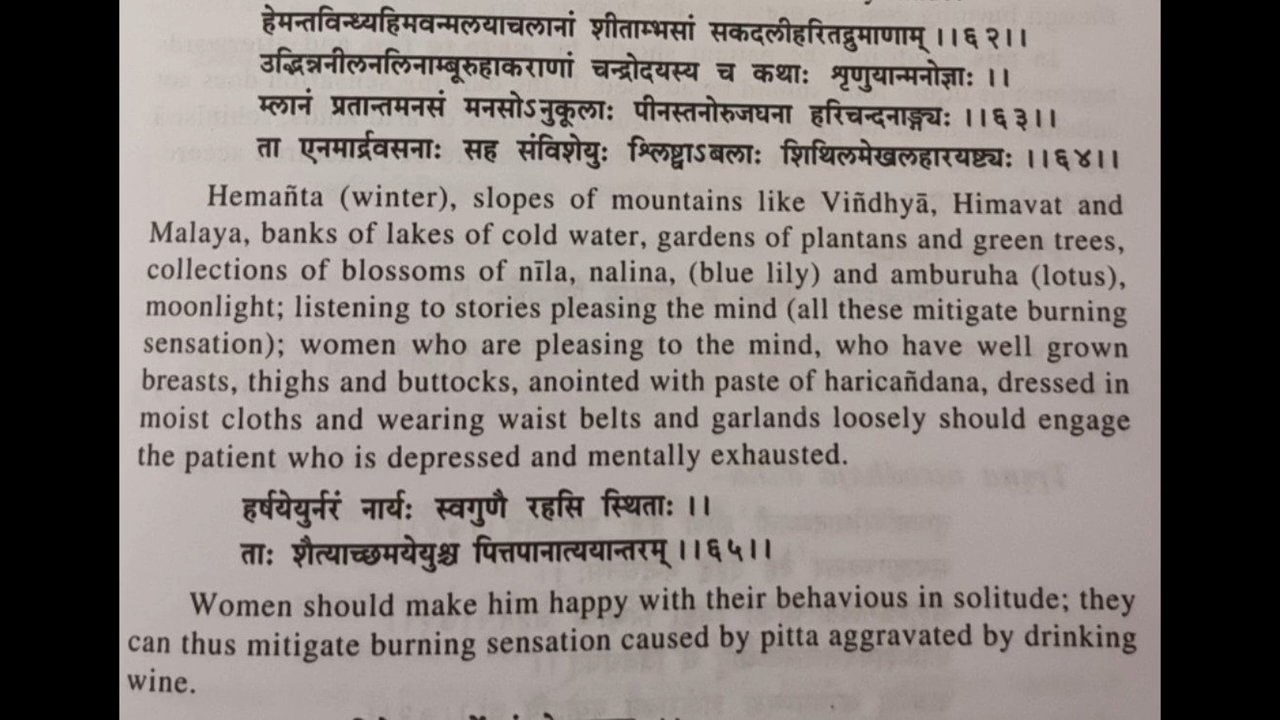 हेमन्तविन्ध्यहिमवन्मलयाचलानां शीताम्भसां सकदलीहरितद्रुमाणाम् ।।६२।।
उद्भिन्ननीलनलिनाम्बूरुहाकराणां चन्द्रोदयस्य च कथाः शृणुयान्मनोज्ञाः ।।
म्लानं प्रतान्तमनसं मनसोऽनुकूलाः पीनस्तनोरुजघना हरिचन्दनाङ्ग्यः ।।६३।।
ता एनमार्द्रवसनाः सह संविशेयुः श्लिष्ट्वाऽबलाः शिथिलमेखलहारयष्ट्यः ।।६४।।
Hemañta (winter), slopes of mountains like Viñdhyā, Himavat and
Malaya, banks of lakes of cold water, gardens of plantans and green trees,
collections of blossoms of nīla, nalina, (blue lily) and amburuha (lotus),
moonlight; listening to stories pleasing the mind (all these mitigate burning
sensation); women who are pleasing to the mind, who have well grown
breasts, thighs and buttocks, anointed with paste of haricañdana, dressed in
moist cloths and wearing waist belts and garlands loosely should engage
the patient who is depressed and mentally exhausted.
हर्षयेयुर्नरं नार्यः स्वगुणै रहसि स्थिताः ।।
ताः शैत्याच्छमयेयुश्च पित्तपानात्ययान्तरम् ।।६५।।
Women should make him happy with their behavious in solitude; they
can thus mitigate burning sensation caused by pitta aggravated by drinking
wine.